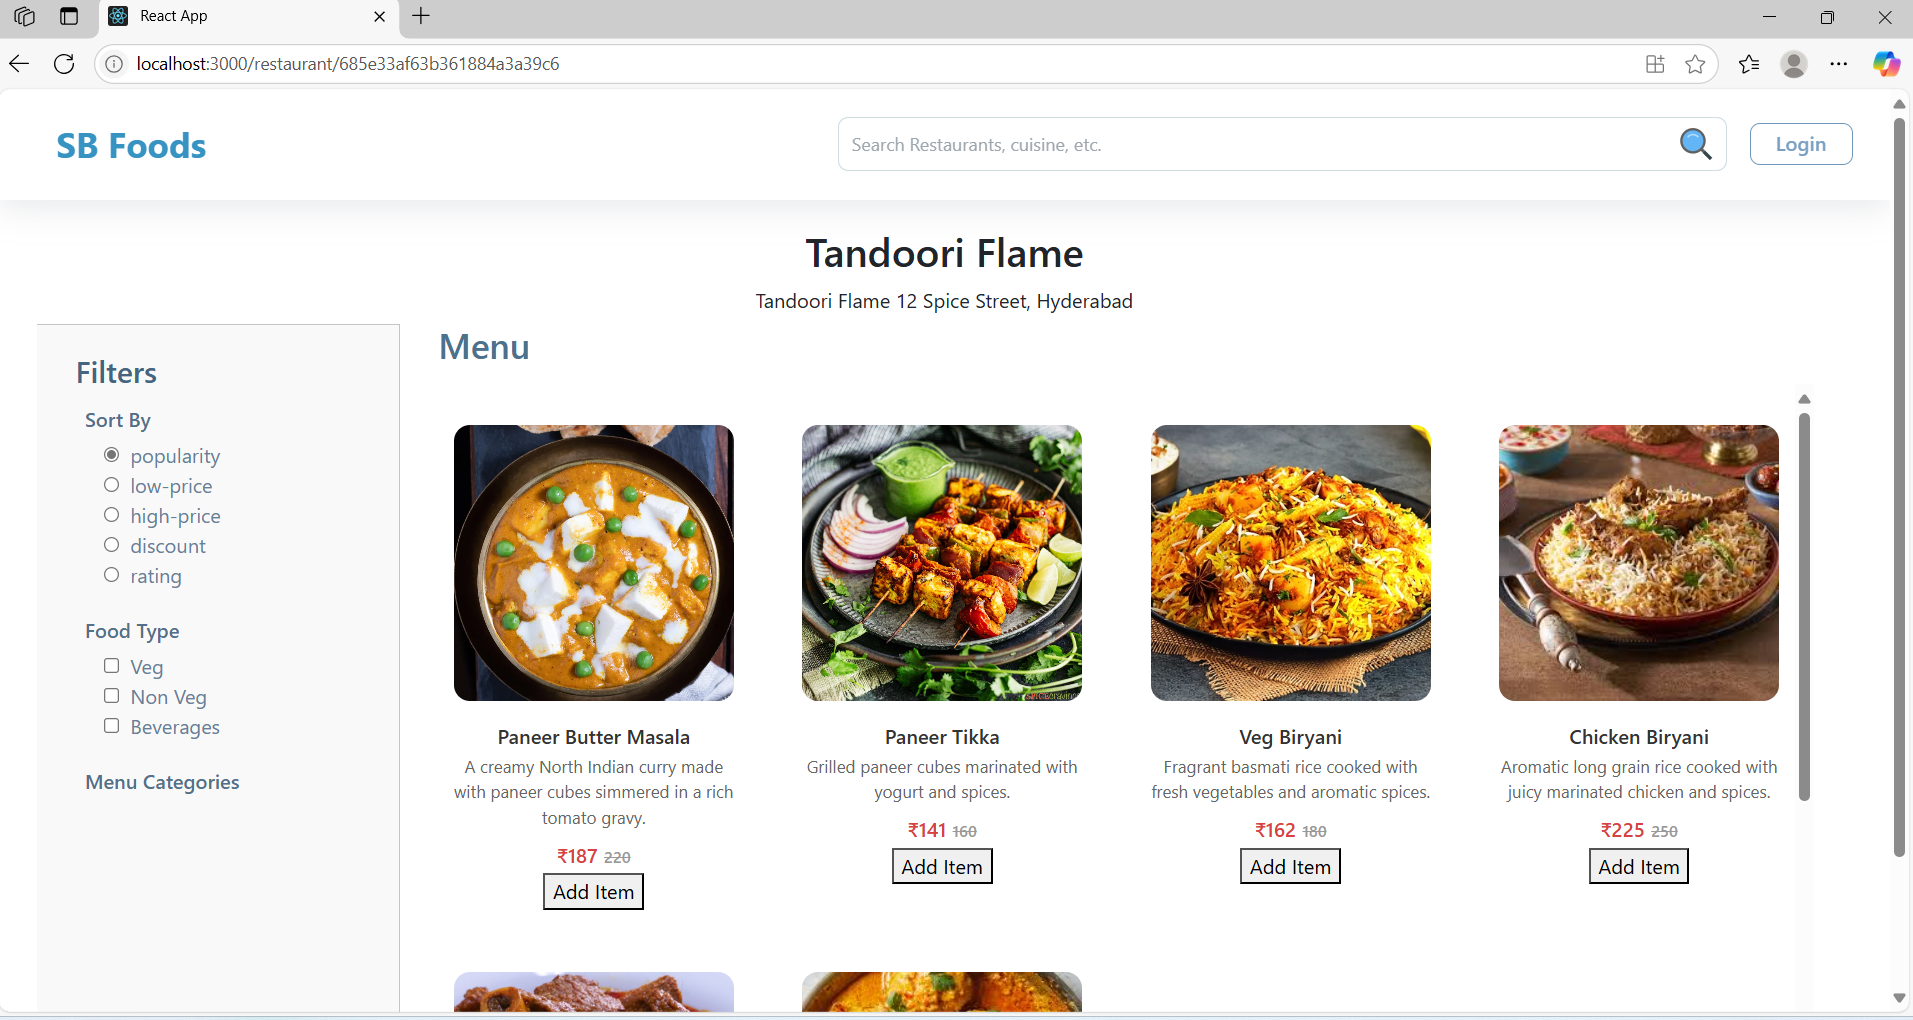 React App
localhost:3000/restaurant/685e33af63b361884a3a39c6
SB Foods
Search Restaurants, cuisine, etc.
Login
Tandoori Flame
Tandoori Flame 12 Spice Street, Hyderabad
Filters
Sort By
popularity
low-price
high-price
discount
rating
Food Type
Veg
Non Veg
Beverages
Menu Categories
Menu
Paneer Butter Masala
A creamy North Indian curry made
with paneer cubes simmered in a rich
tomato gravy.
₹187 220
Add Item
Paneer Tikka
Grilled paneer cubes marinated with
yogurt and spices.
₹141 160
Add Item
Veg Biryani
Fragrant basmati rice cooked with
fresh vegetables and aromatic spices.
₹162 180
Add Item
Chicken Biryani
Aromatic long grain rice cooked with
juicy marinated chicken and spices.
₹225 250
Add Item